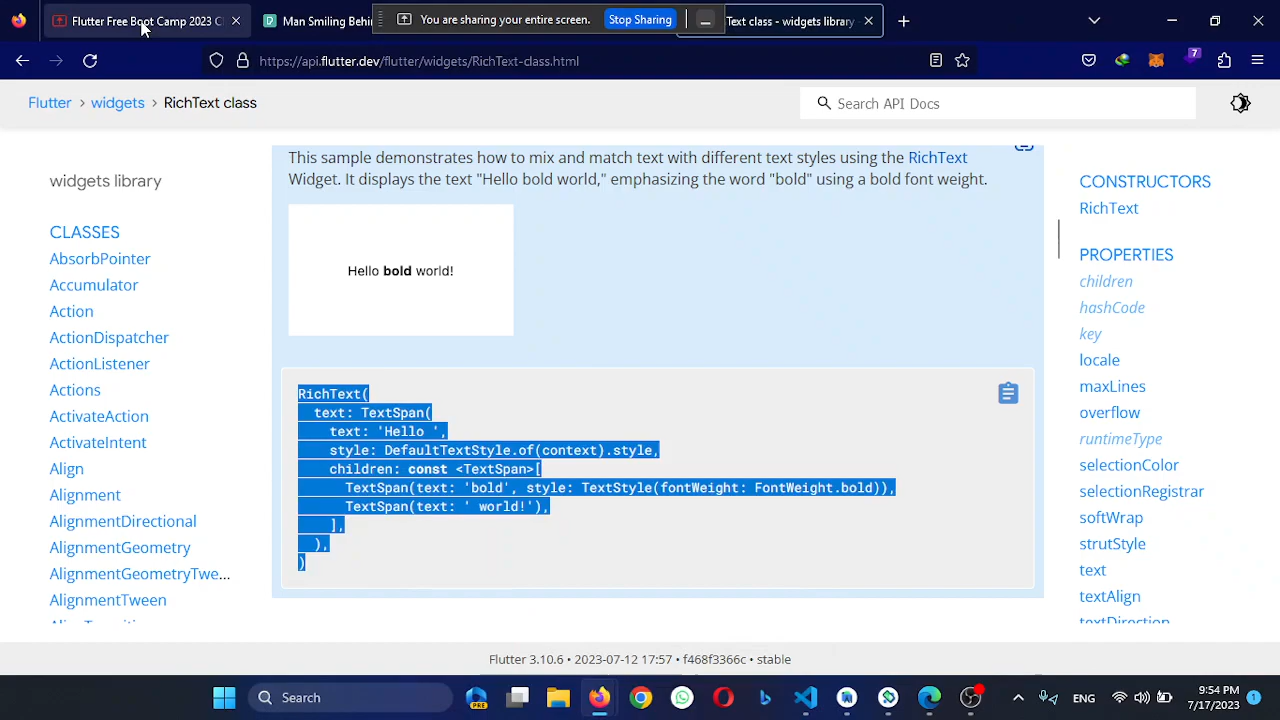 Flutter Free Boot Camp 2023 C
Man Smiling Behi
You are sharing your entire screen.
Stop Sharing
Text class - widgets library
https://api.flutter.dev/flutter/widgets/RichText-class.html
7
Flutter > widgets > RichText class
Search API Docs
widgets library
CLASSES
AbsorbPointer
Accumulator
Action
ActionDispatcher
ActionListener
Actions
ActivateAction
ActivateIntent
Align
Alignment
AlignmentDirectional
AlignmentGeometry
AlignmentGeometryTwe...
AlignmentTween
This sample demonstrates how to mix and match text with different text styles using the RichText
Widget. It displays the text "Hello bold world," emphasizing the word "bold" using a bold font weight.
Hello bold world!
RichText(
text: TextSpan(
text: 'Hello ',
style: DefaultTextStyle.of(context).style,
children: const <TextSpan>[
TextSpan(text: 'bold', style: TextStyle(fontWeight: FontWeight.bold)),
TextSpan(text: ' world!'),
],
),
)
CONSTRUCTORS
RichText
PROPERTIES
children
hashCode
key
locale
maxLines
overflow
runtimeType
selectionColor
selectionRegistrar
softWrap
strutStyle
text
textAlign
textDirection
Flutter 3.10.6 • 2023-07-12 17:57 • f468f3366c • stable
Search
PRE
ENG
9:54 PM
7/17/2023
1